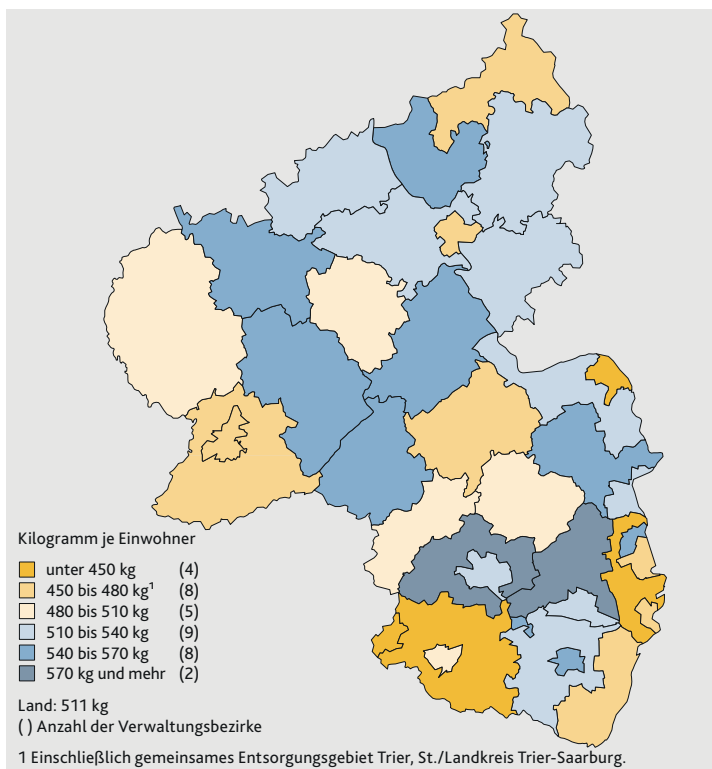 Kilogramm je Einwohner
unter 450 kg (4)
450 bis 480 kg¹ (8)
480 bis 510 kg (5)
510 bis 540 kg (9)
540 bis 570 kg (8)
570 kg und mehr (2)
Land: 511 kg
( ) Anzahl der Verwaltungsbezirke
1 Einschließlich gemeinsames Entsorgungsgebiet Trier, St./Landkreis Trier-Saarburg.